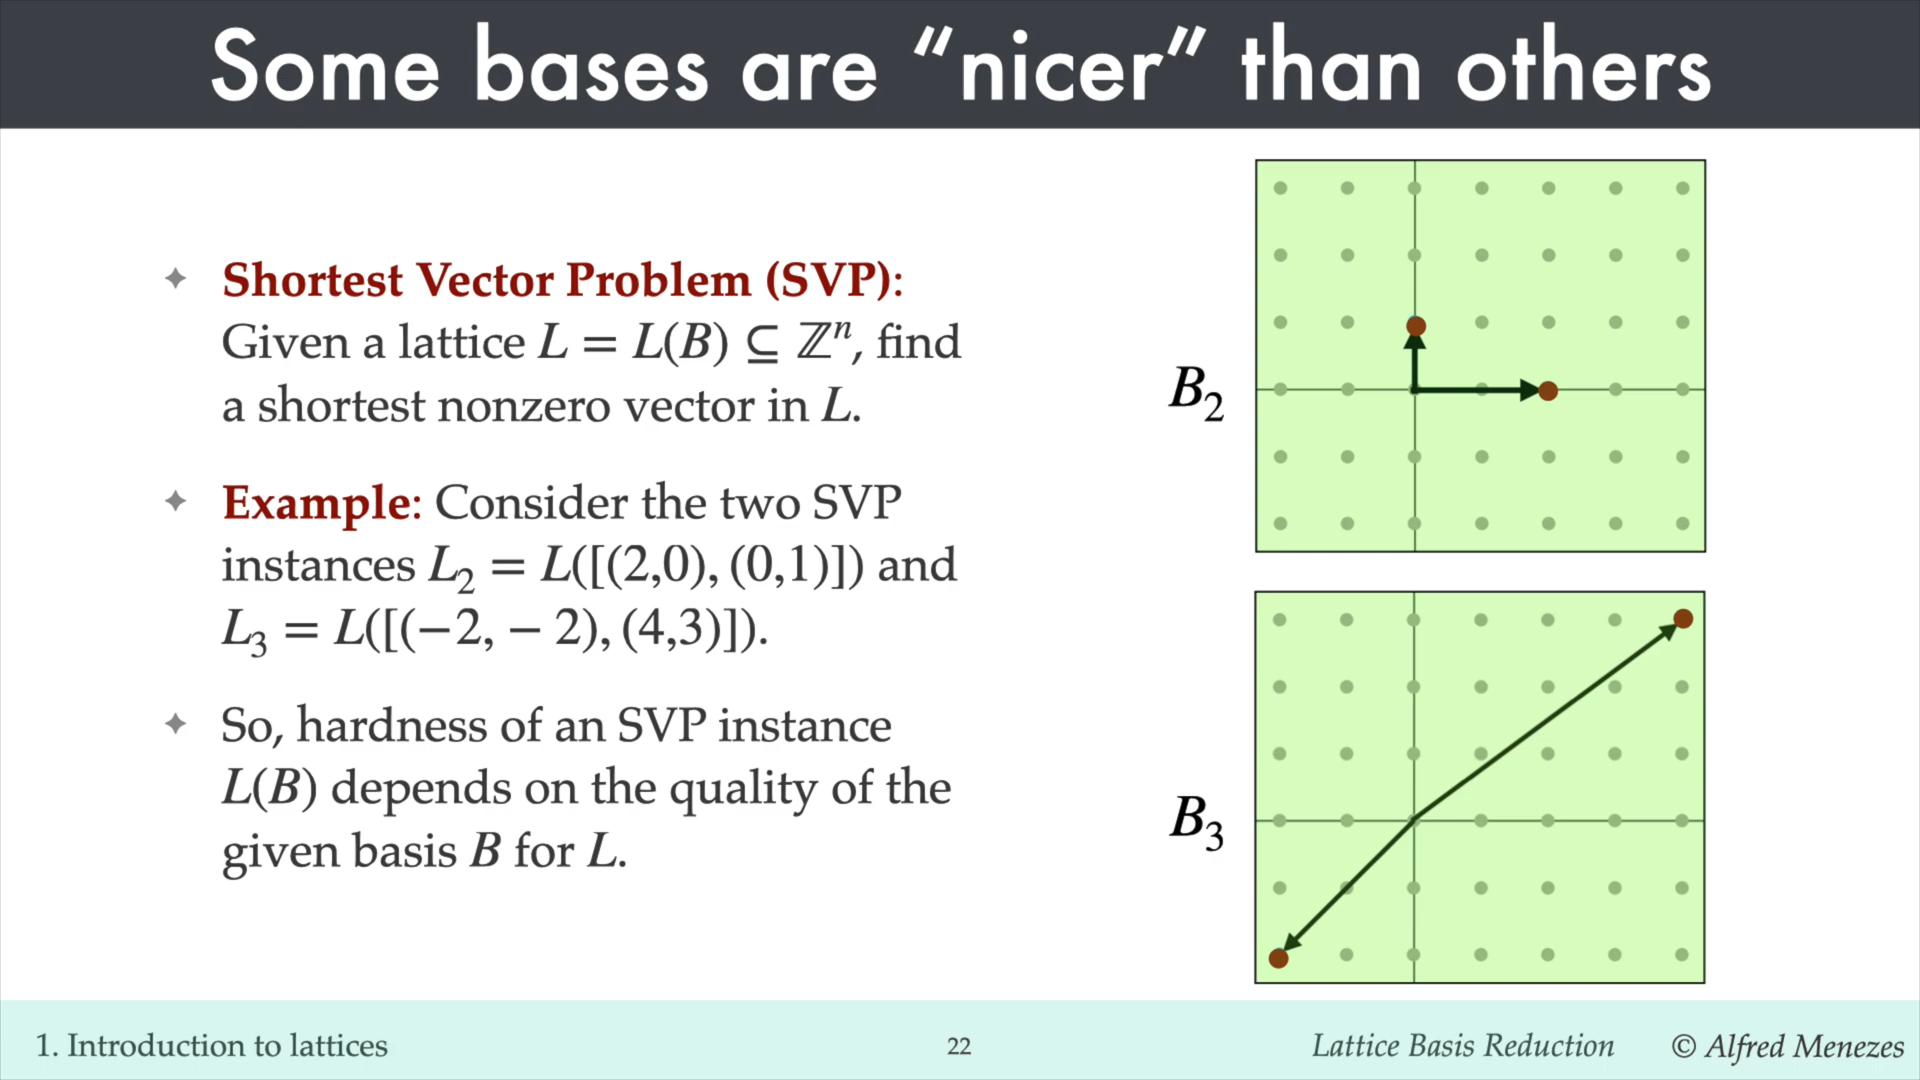 Some bases are “nicer” than others
✦ Shortest Vector Problem (SVP):
Given a lattice L = L(B) ⊆ ℤⁿ, find
a shortest nonzero vector in L.
✦ Example: Consider the two SVP
instances L₂ = L([(2,0), (0,1)]) and
L₃ = L([(−2, − 2), (4,3)]).
✦ So, hardness of an SVP instance
L(B) depends on the quality of the
given basis B for L.
B₂
B₃
1. Introduction to lattices
22
Lattice Basis Reduction
© Alfred Menezes